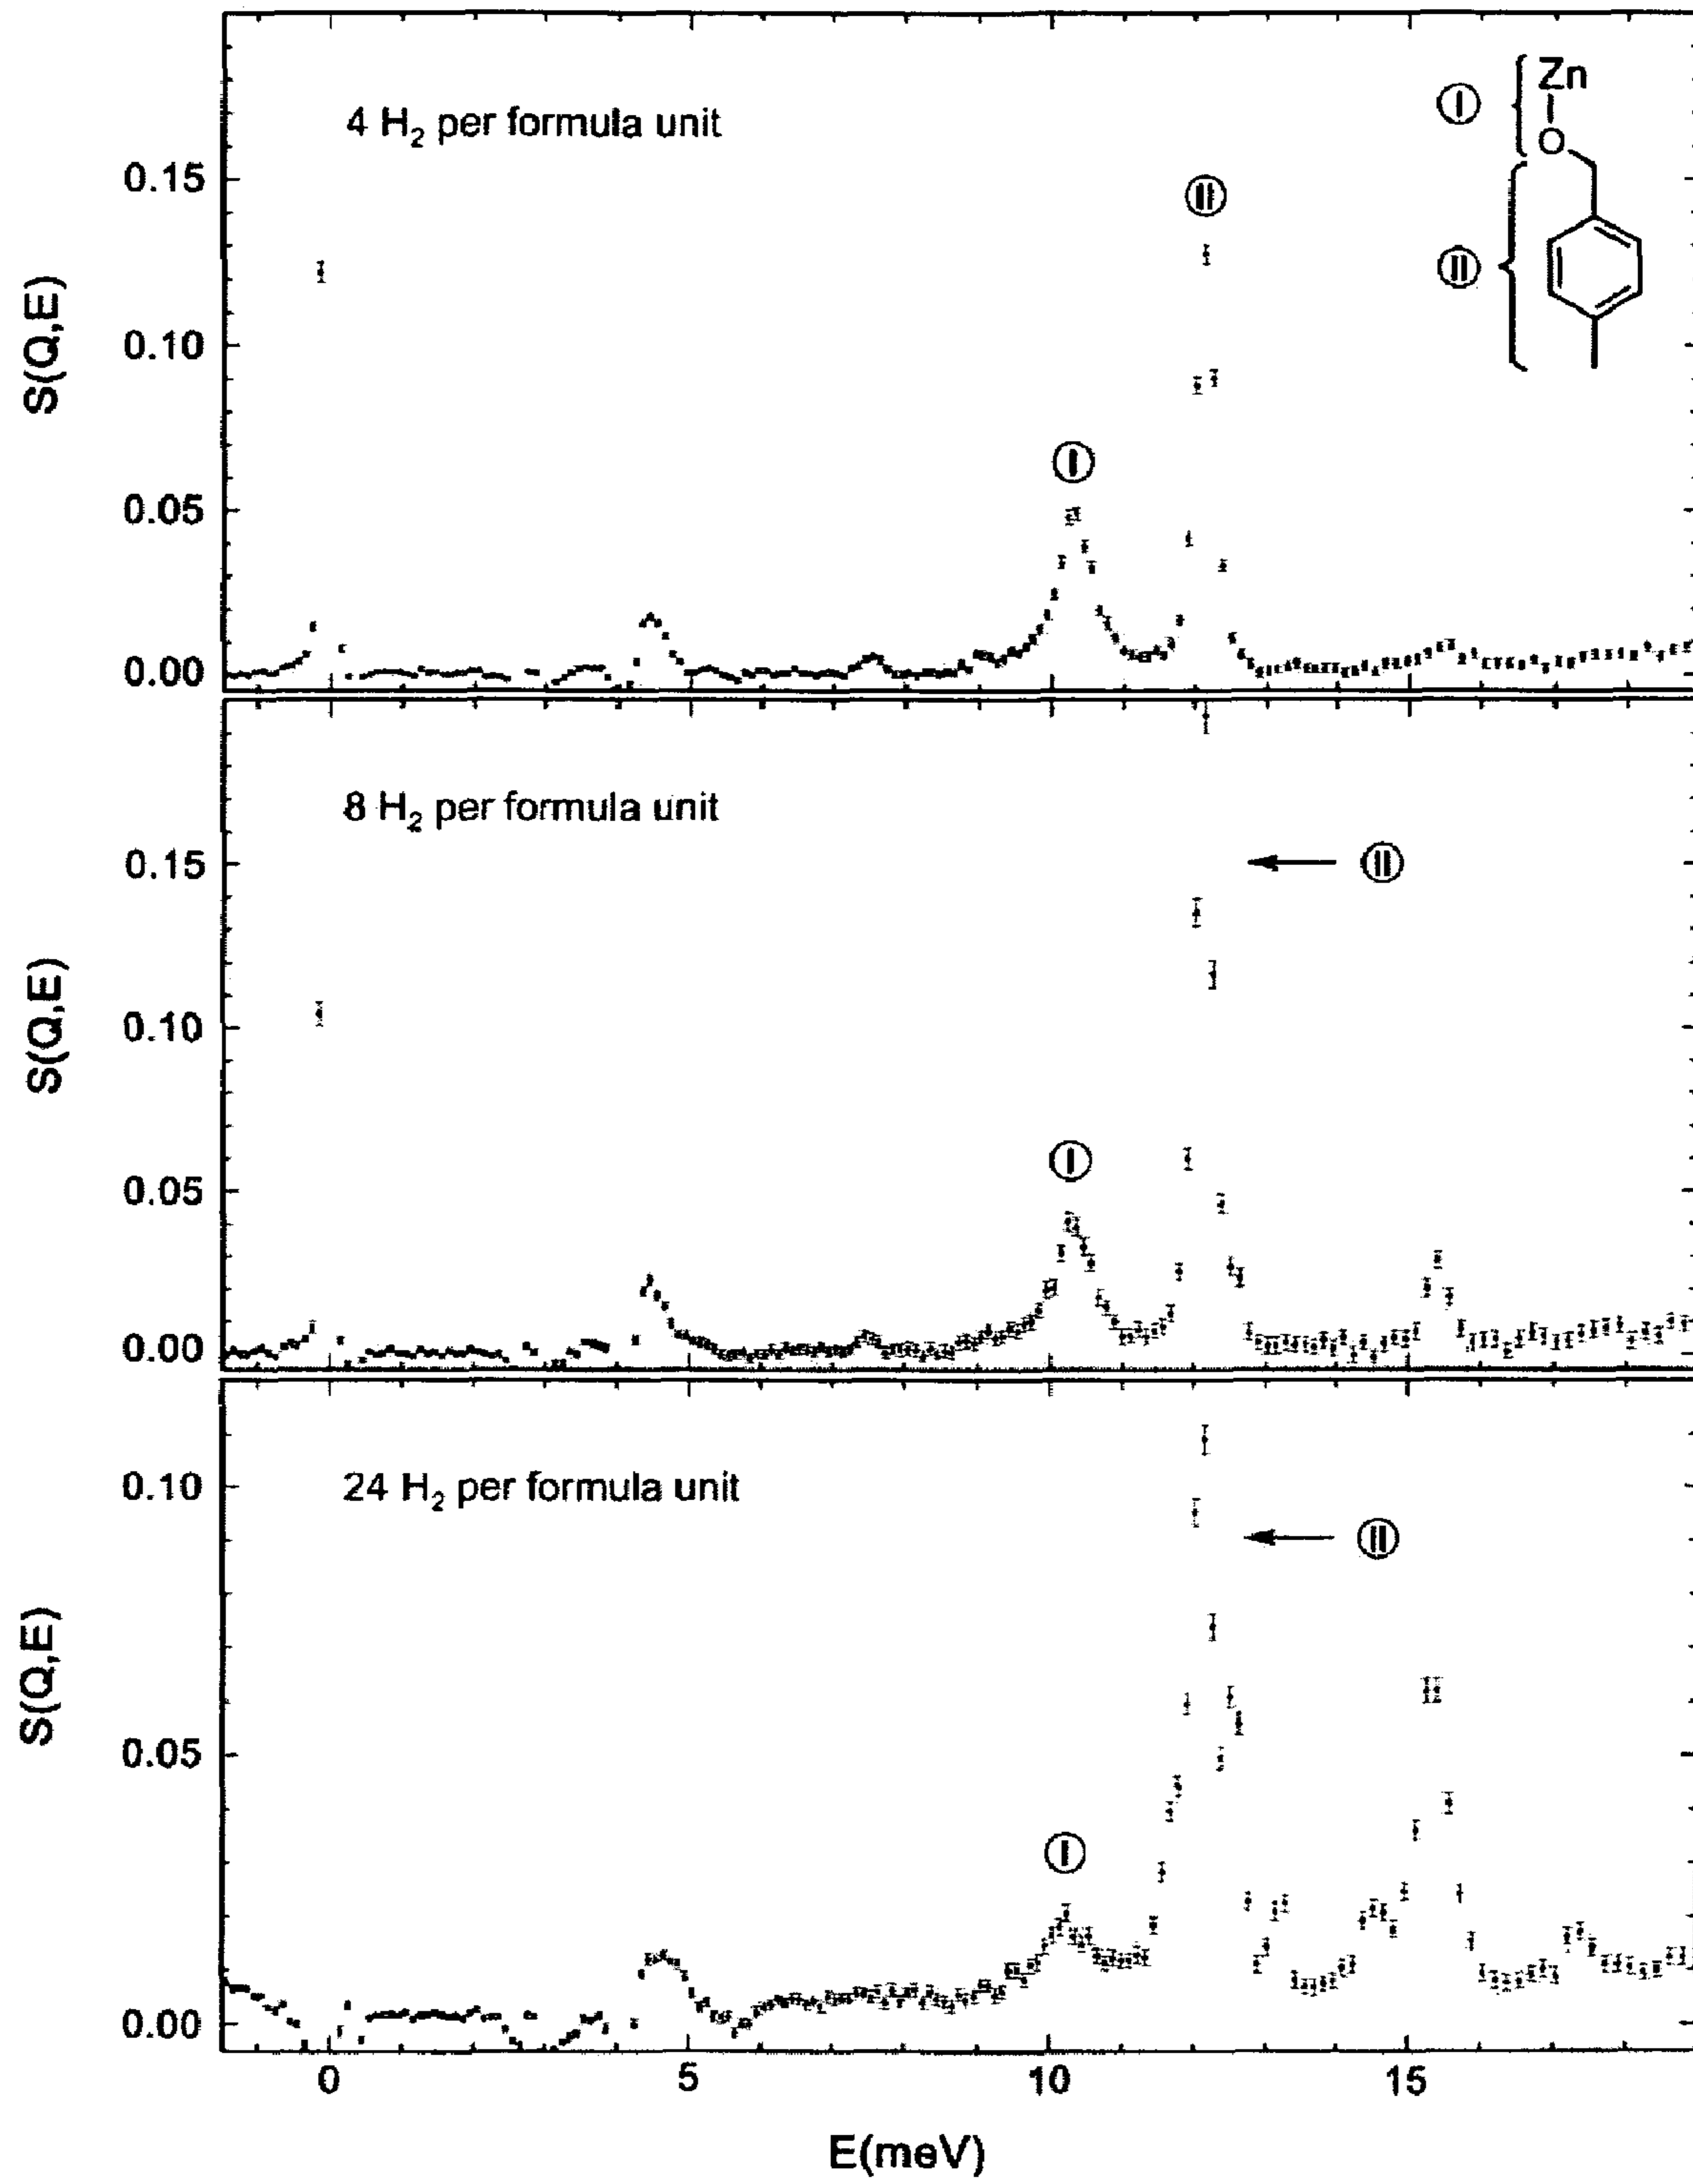 4 H₂ per formula unit
Ⓘ
Zn
O
Ⓘ
Ⓘ
Ⅱ
Ⅱ
S(Q,E)
0.15
0.10
0.05
0.00
8 H₂ per formula unit
Ⅱ
Ⓘ
S(Q,E)
0.15
0.10
0.05
0.00
24 H₂ per formula unit
Ⅱ
Ⓘ
S(Q,E)
0.10
0.05
0.00
0
5
10
15
E(meV)